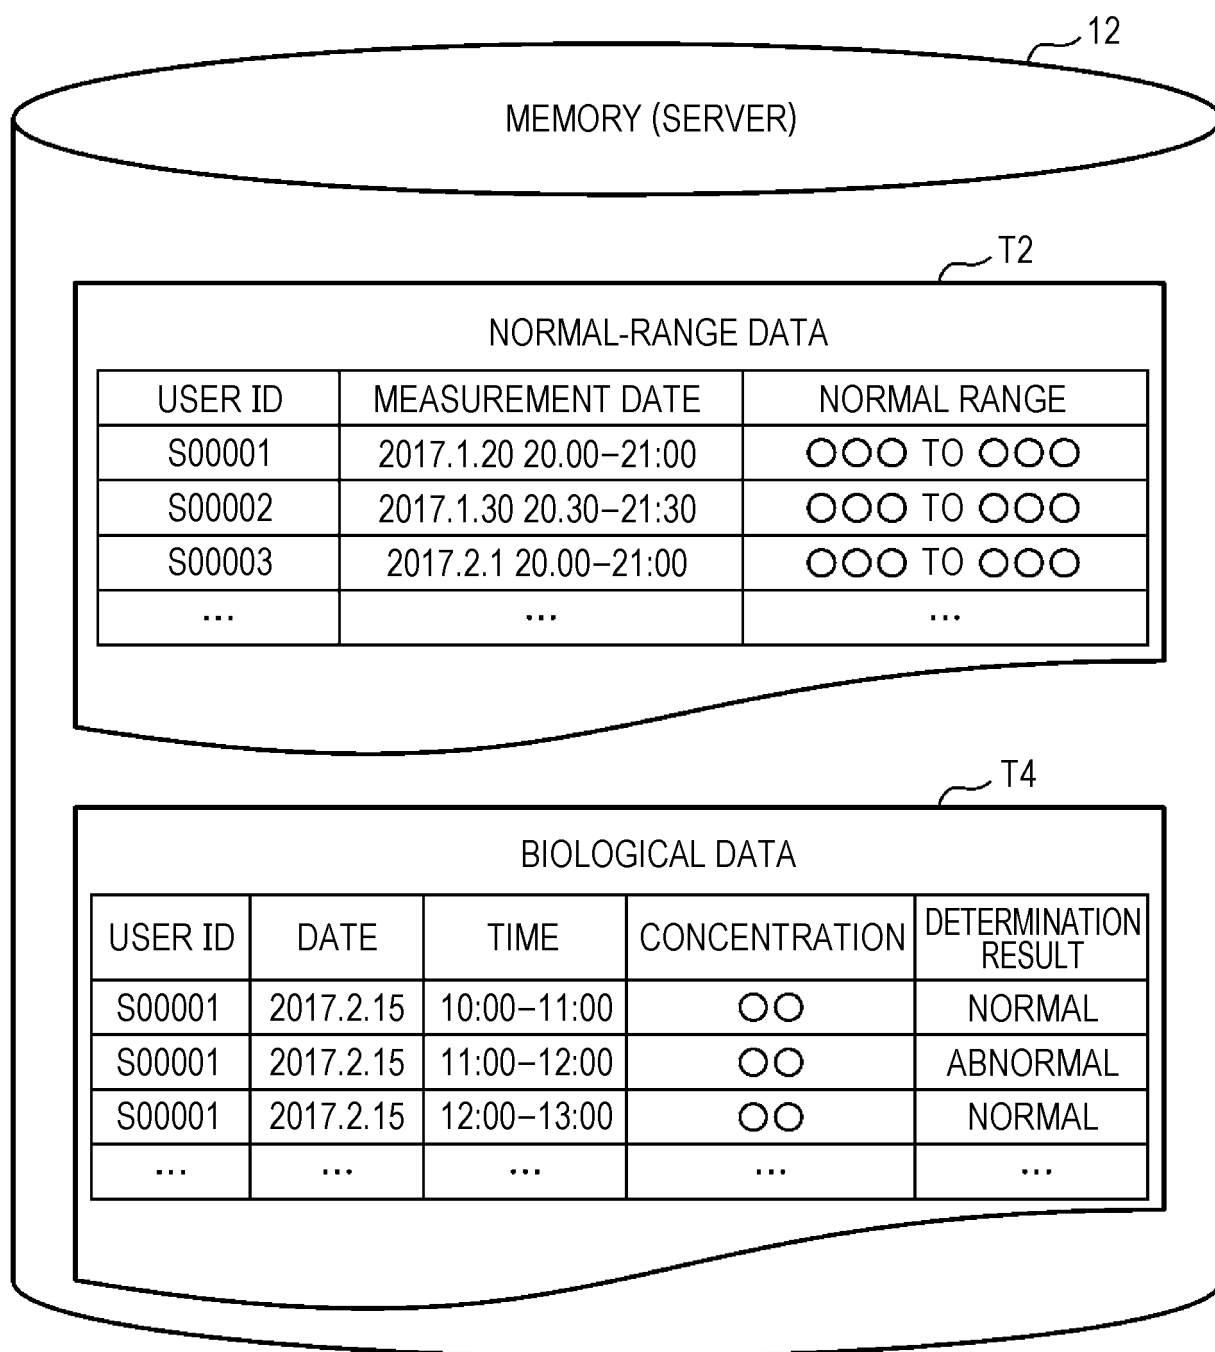 12
MEMORY (SERVER)
T2
NORMAL-RANGE DATA
USER ID MEASUREMENT DATE NORMAL RANGE
S00001 2017.1.20 20.00–21:00 ○○○ TO ○○○
S00002 2017.1.30 20.30–21:30 ○○○ TO ○○○
S00003 2017.2.1 20.00–21:00 ○○○ TO ○○○
... ... ...
T4
BIOLOGICAL DATA
USER ID DATE TIME CONCENTRATION DETERMINATION
RESULT
S00001 2017.2.15 10:00–11:00 ○○ NORMAL
S00001 2017.2.15 11:00–12:00 ○○ ABNORMAL
S00001 2017.2.15 12:00–13:00 ○○ NORMAL
... ... ... ... ...